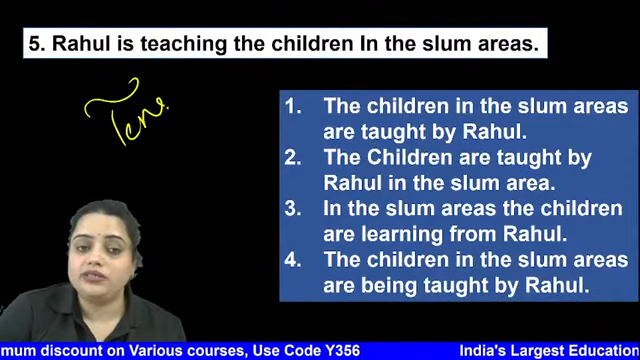 5. Rahul is teaching the children In the slum areas.
Tens
1. The children in the slum areas
are taught by Rahul.
2. The Children are taught by
Rahul in the slum area.
3. In the slum areas the children
are learning from Rahul.
4. The children in the slum areas
are being taught by Rahul.
mum discount on Various courses, Use Code Y356 India's Largest Education